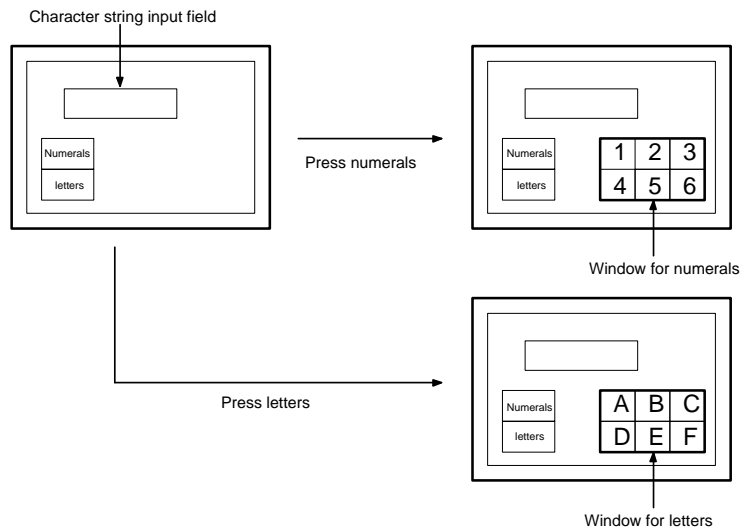 Character string input field
Numerals
letters
Press numerals
Numerals
letters
1 2 3
4 5 6
Window for numerals
Press letters
Numerals
letters
A B C
D E F
Window for letters